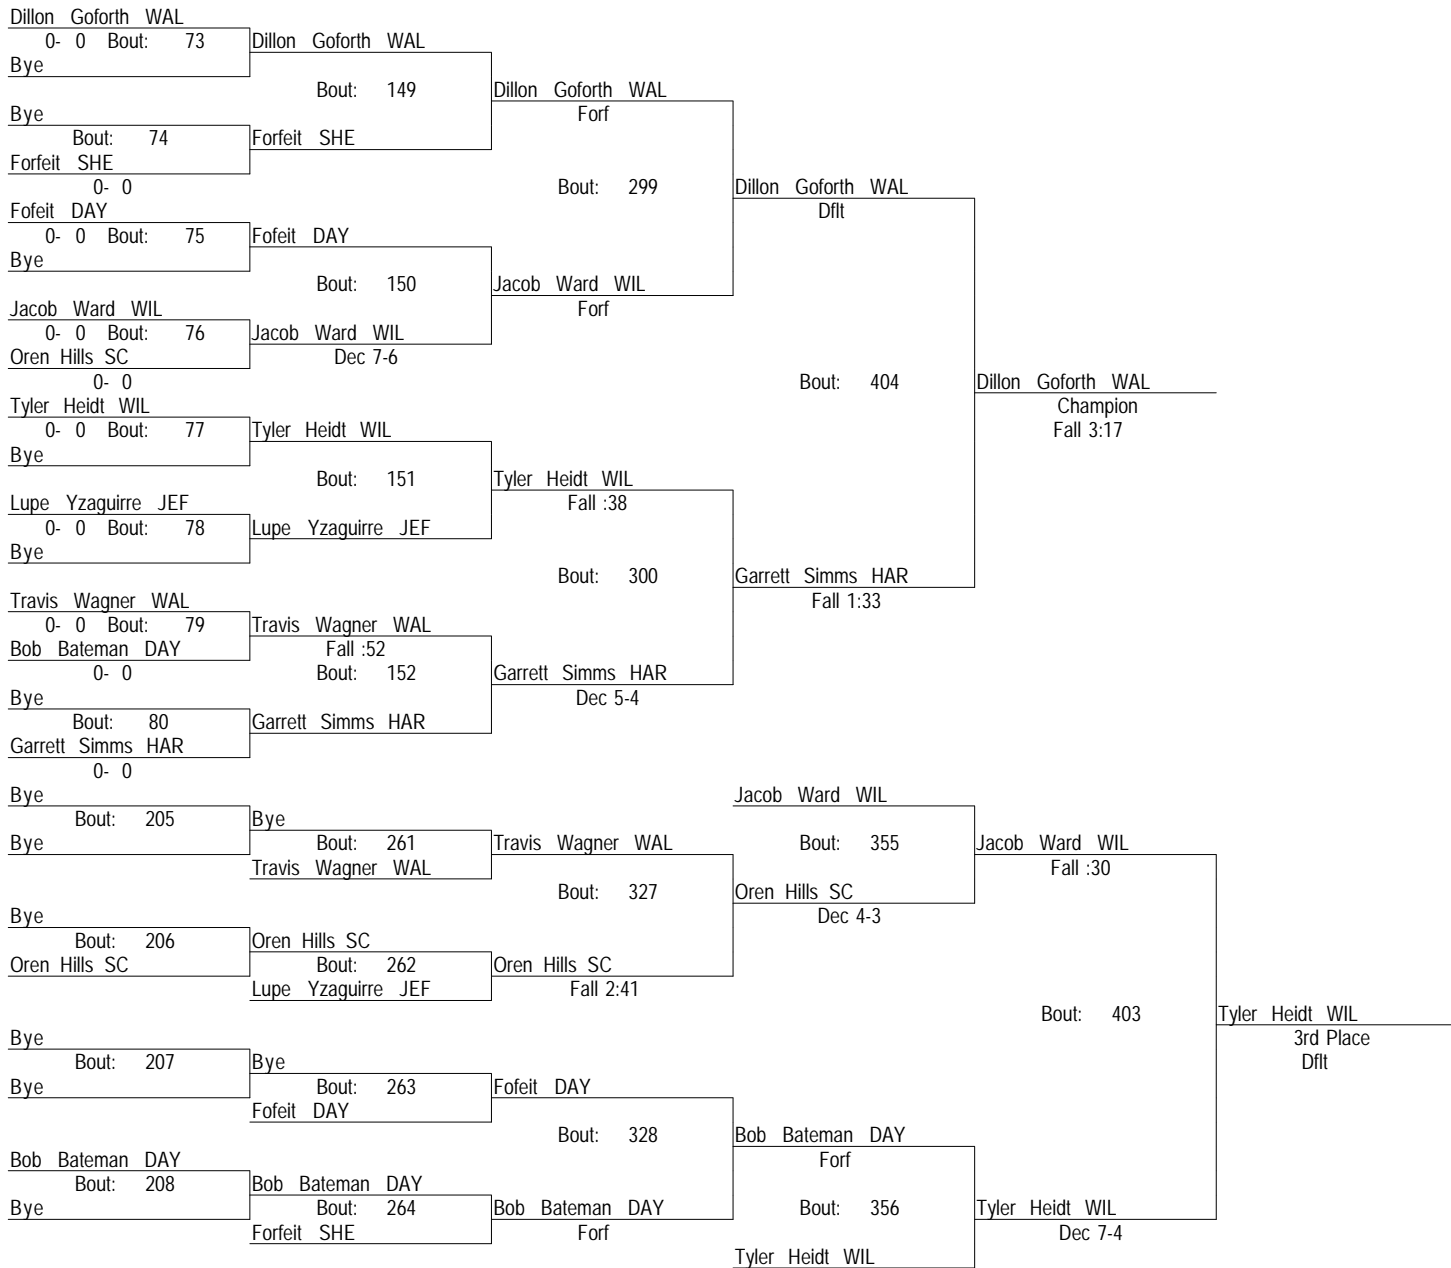 Dillon Goforth WAL
0- 0 Bout: 73 Dillon Goforth WAL
Bye
Bout: 149 Dillon Goforth WAL
Bye Forf
Bout: 74 Forfeit SHE
Forfeit SHE
0- 0 Bout: 299 Dillon Goforth WAL
Fofeit DAY Dflt
0- 0 Bout: 75 Fofeit DAY
Bye
Bout: 150 Jacob Ward WIL
Jacob Ward WIL Forf
0- 0 Bout: 76 Jacob Ward WIL
Oren Hills SC Dec 7-6
0- 0 Bout: 404 Dillon Goforth WAL
Tyler Heidt WIL Champion
0- 0 Bout: 77 Tyler Heidt WIL Fall 3:17
Bye
Bout: 151 Tyler Heidt WIL
Lupe Yzaguirre JEF Fall :38
0- 0 Bout: 78 Lupe Yzaguirre JEF
Bye
Bout: 300 Garrett Simms HAR
Travis Wagner WAL Fall 1:33
0- 0 Bout: 79 Travis Wagner WAL
Bob Bateman DAY Fall :52
0- 0 Bout: 152 Garrett Simms HAR
Bye Dec 5-4
Bout: 80 Garrett Simms HAR
Garrett Simms HAR
0- 0
Bye Jacob Ward WIL
Bout: 205 Bye
Bye Bout: 261 Travis Wagner WAL Bout: 355 Jacob Ward WIL
Travis Wagner WAL Fall :30
Bout: 327 Oren Hills SC
Bye Dec 4-3
Bout: 206 Oren Hills SC
Oren Hills SC Bout: 262 Oren Hills SC
Lupe Yzaguirre JEF Fall 2:41
Bout: 403 Tyler Heidt WIL
Bye 3rd Place
Bout: 207 Bye Dflt
Bye Bout: 263 Fofeit DAY
Fofeit DAY
Bout: 328 Bob Bateman DAY
Bob Bateman DAY Forf
Bout: 208 Bob Bateman DAY
Bye Bout: 264 Bob Bateman DAY Bout: 356 Tyler Heidt WIL
Forfeit SHE Forf Dec 7-4
Tyler Heidt WIL